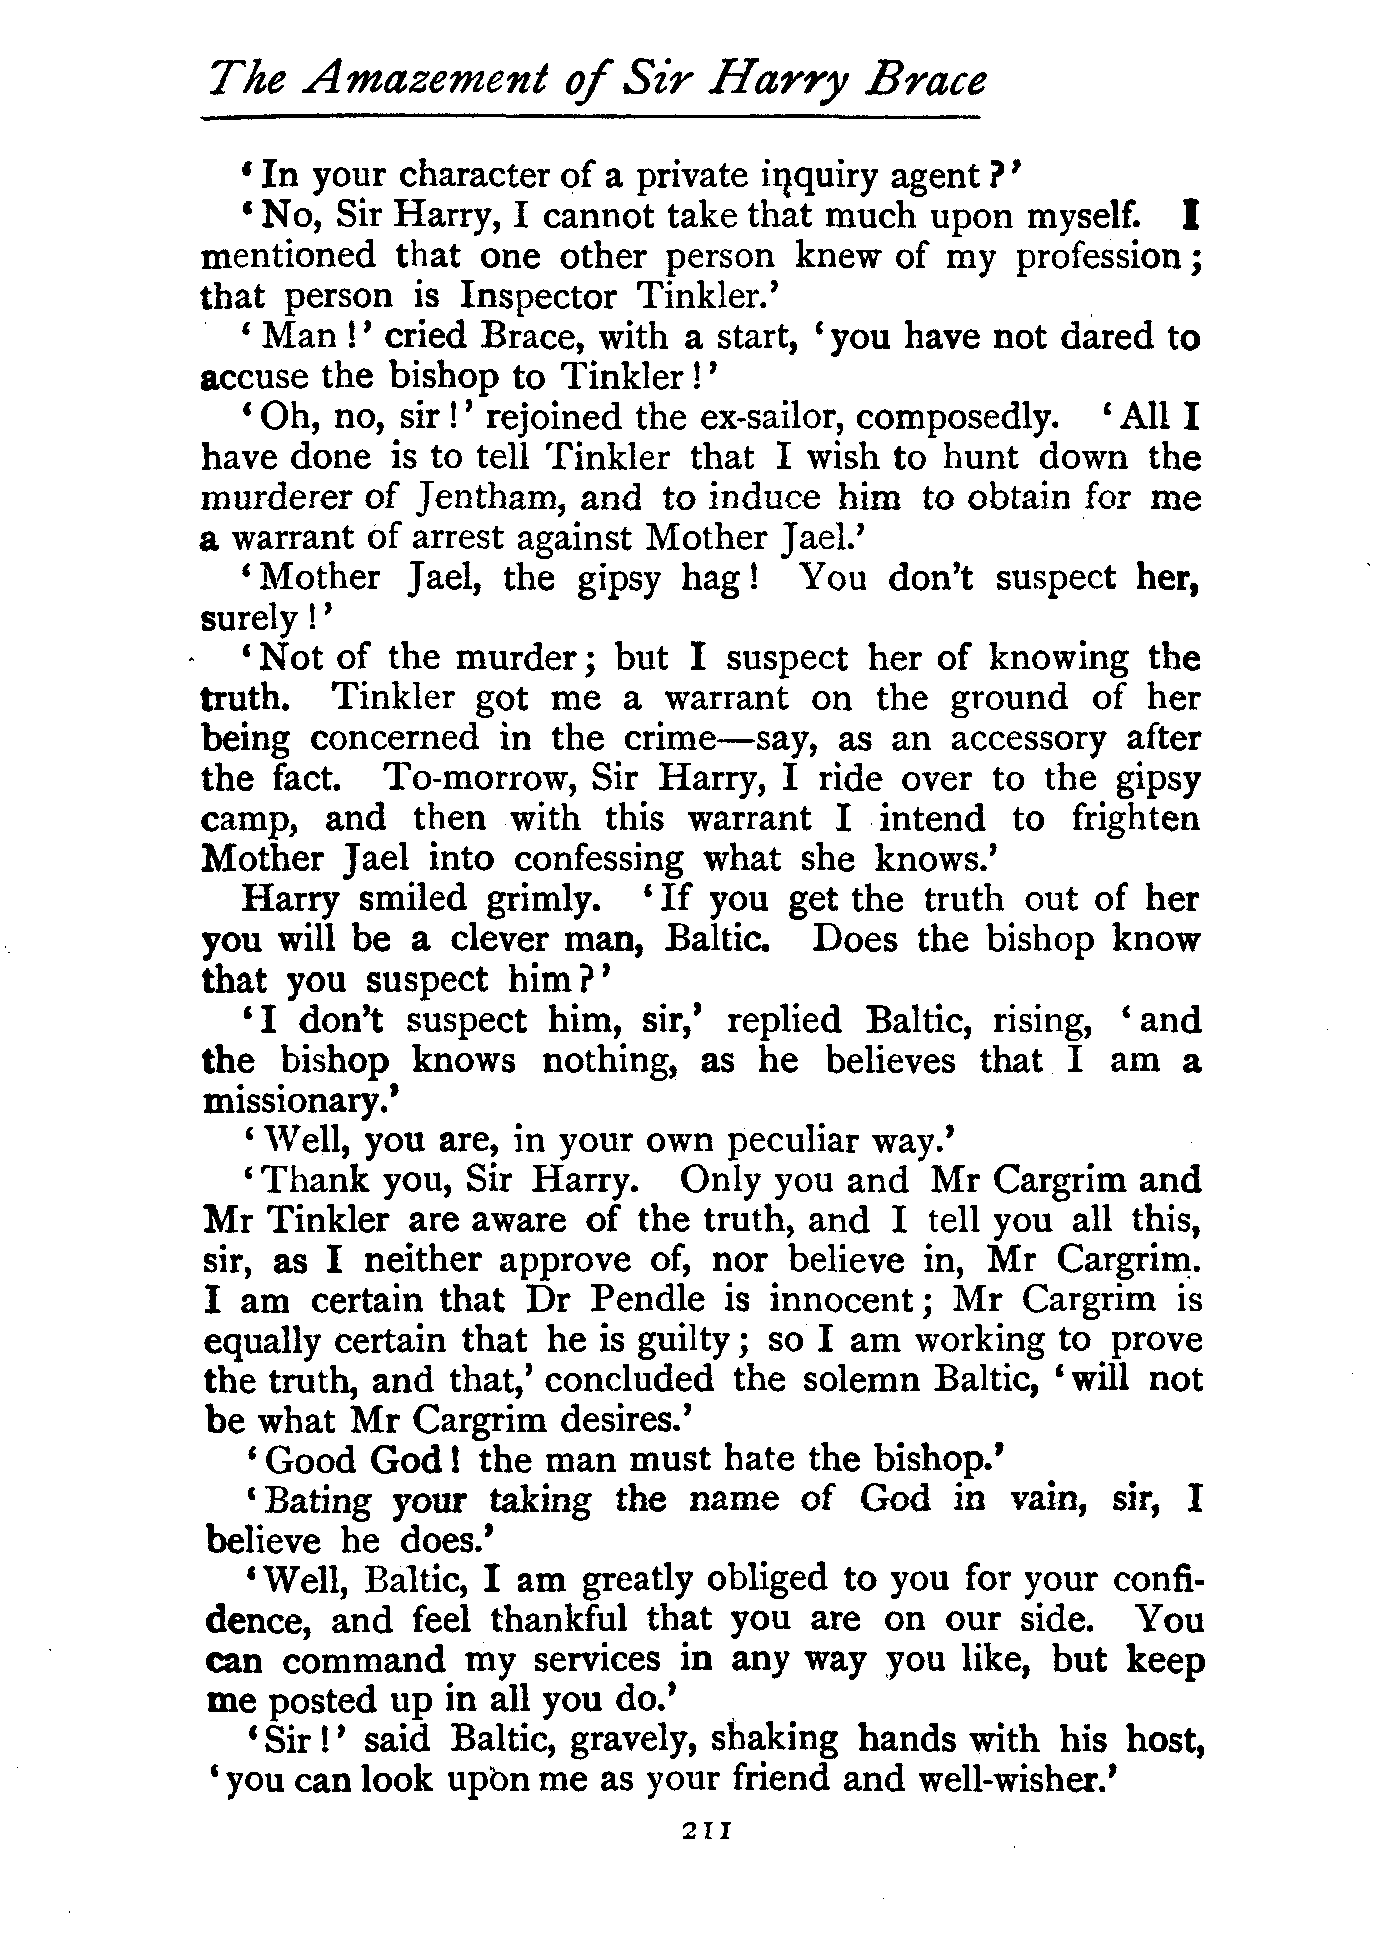 The Amazement of Sir Harry Brace
‘In your character of a private inquiry agent?’
‘No, Sir Harry, I cannot take that much upon myself. I
mentioned that one other person knew of my profession;
that person is Inspector Tinkler.’
‘Man!’ cried Brace, with a start, ‘you have not dared to
accuse the bishop to Tinkler!’
‘Oh, no, sir!’ rejoined the ex-sailor, composedly. ‘All I
have done is to tell Tinkler that I wish to hunt down the
murderer of Jentham, and to induce him to obtain for me
a warrant of arrest against Mother Jael.’
‘Mother Jael, the gipsy hag! You don't suspect her,
surely!’
‘Not of the murder; but I suspect her of knowing the
truth. Tinkler got me a warrant on the ground of her
being concerned in the crime—say, as an accessory after
the fact. To-morrow, Sir Harry, I ride over to the gipsy
camp, and then with this warrant I intend to frighten
Mother Jael into confessing what she knows.’
Harry smiled grimly. ‘If you get the truth out of her
you will be a clever man, Baltic. Does the bishop know
that you suspect him?’
‘I don't suspect him, sir,’ replied Baltic, rising, ‘and
the bishop knows nothing, as he believes that I am a
missionary.’
‘Well, you are, in your own peculiar way.’
‘Thank you, Sir Harry. Only you and Mr Cargrim and
Mr Tinkler are aware of the truth, and I tell you all this,
sir, as I neither approve of, nor believe in, Mr Cargrim.
I am certain that Dr Pendle is innocent; Mr Cargrim is
equally certain that he is guilty; so I am working to prove
the truth, and that,’ concluded the solemn Baltic, ‘will not
be what Mr Cargrim desires.’
‘Good God! the man must hate the bishop.’
‘Bating your taking the name of God in vain, sir, I
believe he does.’
‘Well, Baltic, I am greatly obliged to you for your confi-
dence, and feel thankful that you are on our side. You
can command my services in any way you like, but keep
me posted up in all you do.’
‘Sir!’ said Baltic, gravely, shaking hands with his host,
‘you can look upon me as your friend and well-wisher.’
211